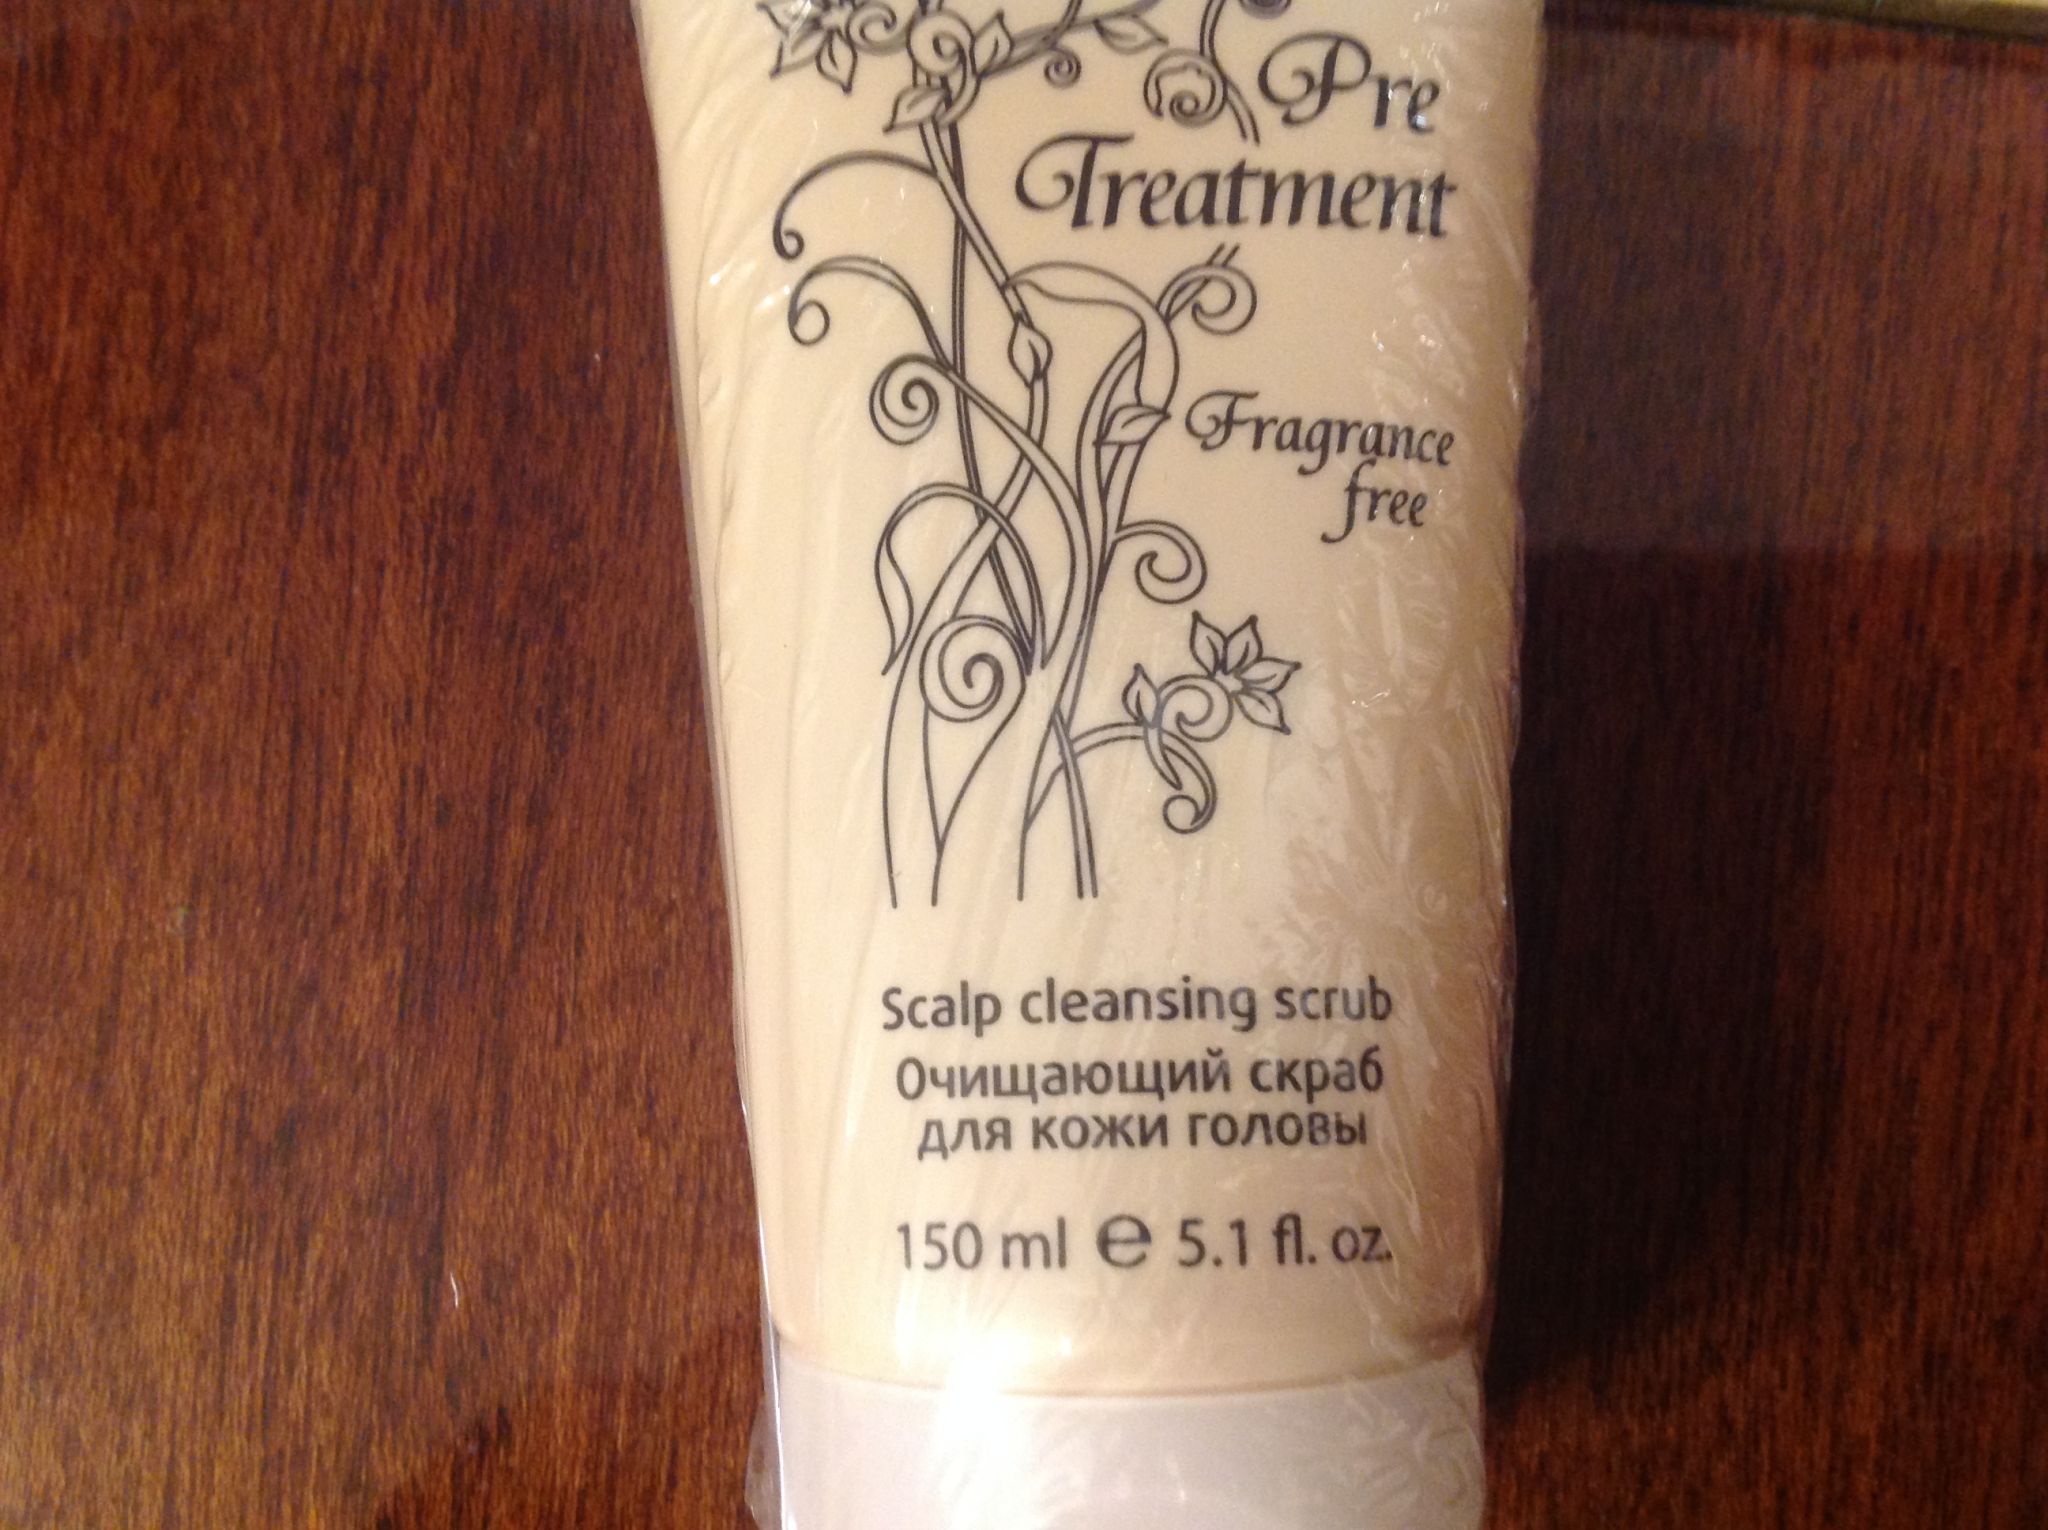 Pre
Treatment
Fragrance
free
Scalp cleansing scrub
Очищающий скраб
для кожи головы
150 ml e 5.1 fl. oz.